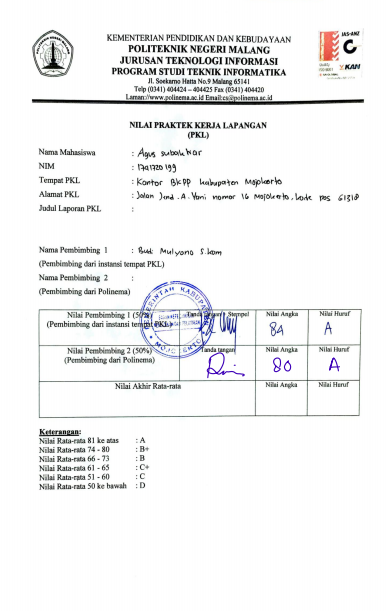 KEMENTERIAN PENDIDIKAN DAN KEBUDAYAAN
POLITEKNIK NEGERI MALANG
JURUSAN TEKNOLOGI INFORMASI
PROGRAM STUDI TEKNIK INFORMATIKA
Jl. Soekarno Hatta No.9 Malang 65141
Telp (0341) 404424 – 404425 Fax (0341) 404420
Laman://www.polinema.ac.id Email:cs@polinema.ac.id
IAS-ANZ
KAN
NILAI PRAKTEK KERJA LAPANGAN
(PKL)
Nama Mahasiswa : Agus subakhar
NIM : 1741720199
Tempat PKL : Kantor BKPP kabupaten Mojokerto
Alamat PKL : Jalan Jend. A. Yani nomor 16 Mojokerto, kode pos 61318
Judul Laporan PKL :
Nama Pembimbing 1 : Budi Mulyono S.kom
(Pembimbing dari instansi tempat PKL)
Nama Pembimbing 2 :
(Pembimbing dari Polinema)
Nilai Pembimbing 1 (50%) Tanda Tangan & Stempel Nilai Angka Nilai Huruf
(Pembimbing dari instansi tempat PKL) 84 A
Nilai Pembimbing 2 (50%) Tanda tangan Nilai Angka Nilai Huruf
(Pembimbing dari Polinema) 80 A
Nilai Akhir Rata-rata Nilai Angka Nilai Huruf
Keterangan:
Nilai Rata-rata 81 ke atas : A
Nilai Rata-rata 74 - 80 : B+
Nilai Rata-rata 66 - 73 : B
Nilai Rata-rata 61 - 65 : C+
Nilai Rata-rata 51 - 60 : C
Nilai Rata-rata 50 ke bawah : D